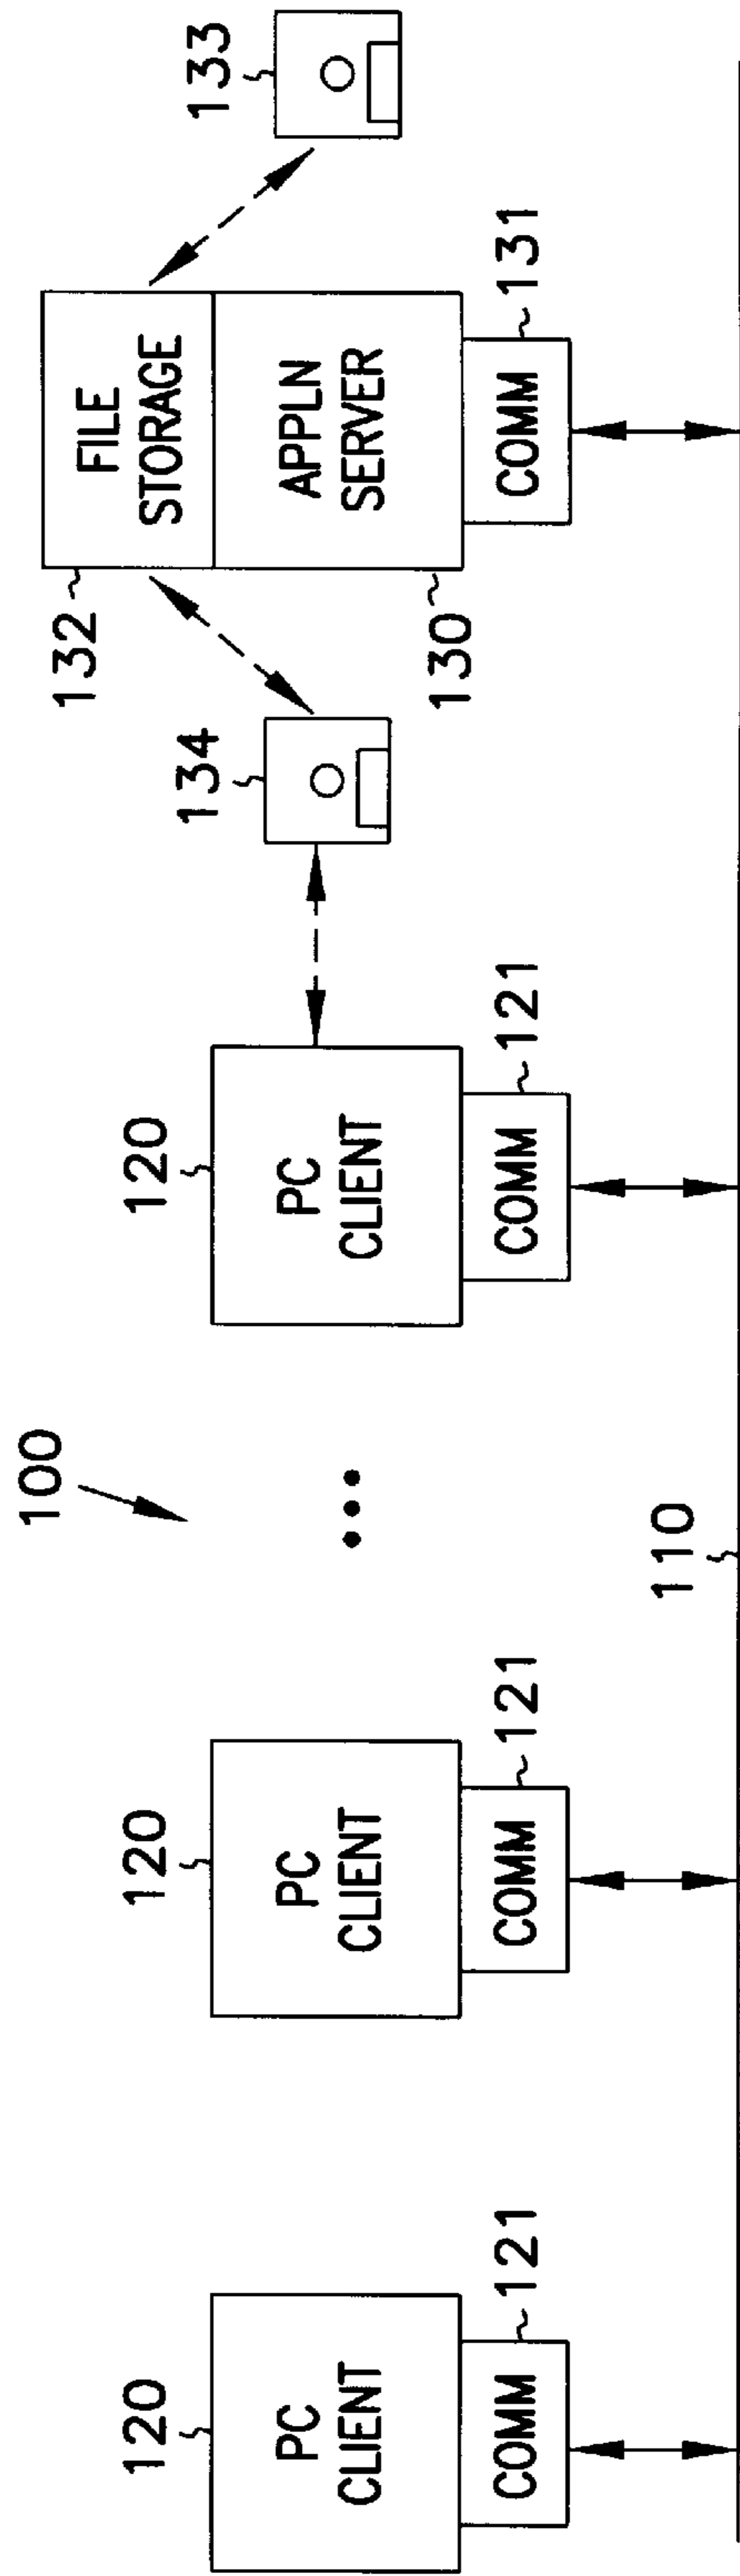 100
120
PC
CLIENT
COMM
121
120
PC
CLIENT
COMM
121
120
PC
CLIENT
COMM
121
134
132
FILE
STORAGE
APPLN
SERVER
130
COMM
131
133
110